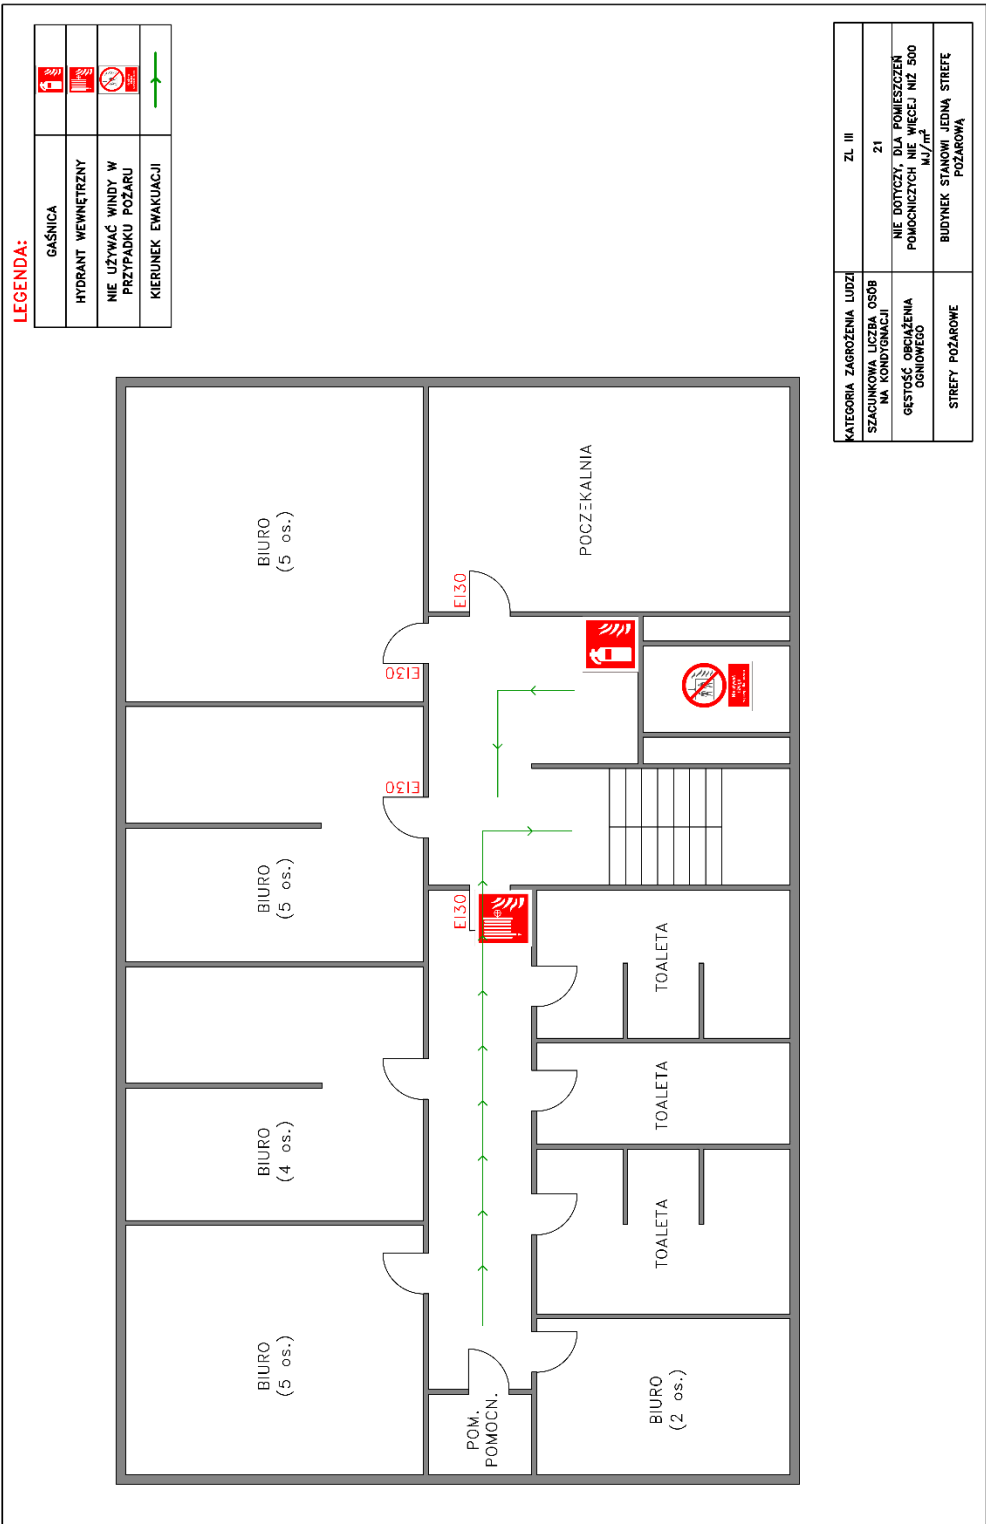 LEGENDA:
GAŚNICA
HYDRANT WEWNĘTRZNY
NIE UŻYWAĆ WINDY W
PRZYPADKU POŻARU
KIERUNEK EWAKUACJI
KATEGORIA ZAGROŻENIA LUDZI
ZL III
SZACUNKOWA LICZBA OSÓB
NA KONDYGNACJI
21
GĘSTOŚĆ OBCIĄŻENIA
OGNIOWEGO
NIE DOTYCZY, DLA POMIESZCZEŃ
POMOCNICZYCH NIE WIĘCEJ NIŻ 500
MJ/m²
STREFY POŻAROWE
BUDYNEK STANOWI JEDNĄ STREFĘ
POŻAROWĄ
BIURO
(5 os.)
BIURO
(4 os.)
BIURO
(5 os.)
BIURO
(5 os.)
EI30
EI30
EI30
EI30
POM.
POMOCN.
POCZEKALNIA
BIURO
(2 os.)
TOALETA
TOALETA
TOALETA